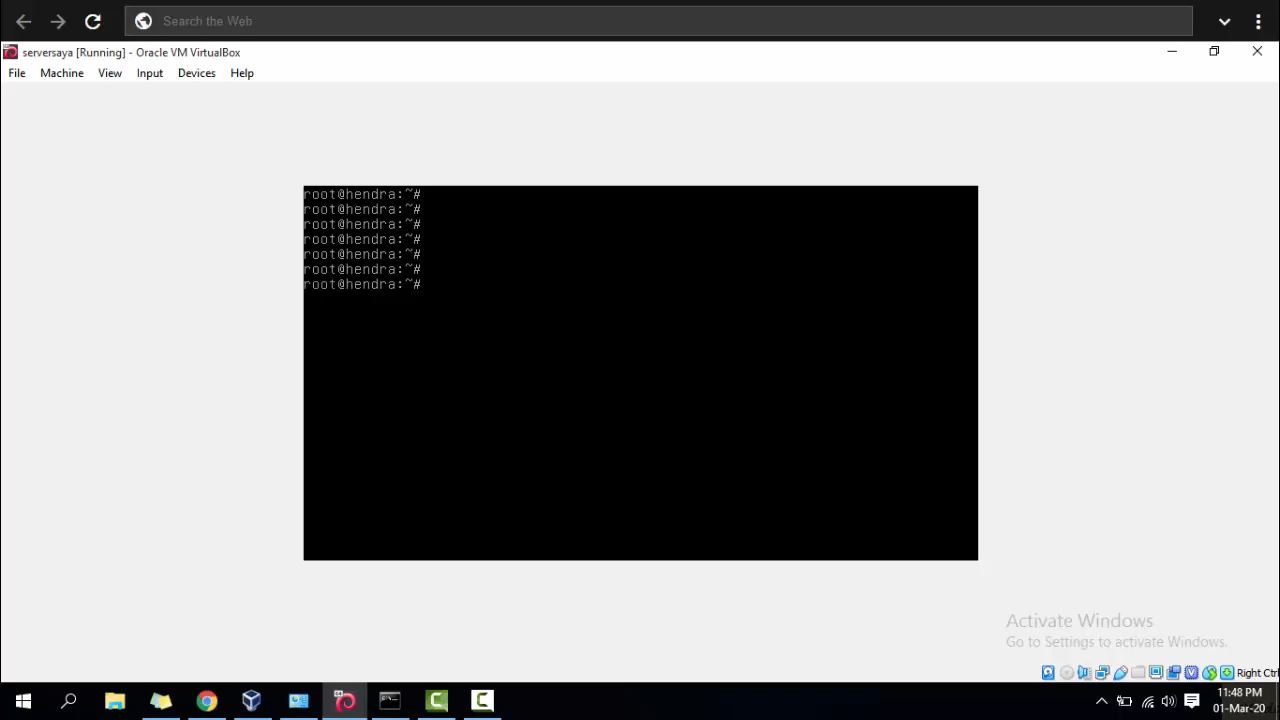 Search the Web
serversaya [Running] - Oracle VM VirtualBox
File Machine View Input Devices Help
root@hendra:~#
root@hendra:~#
root@hendra:~#
root@hendra:~#
root@hendra:~#
root@hendra:~#
root@hendra:~#
Activate Windows
Go to Settings to activate Windows.
Right Ctrl
11:48 PM
01-Mar-20